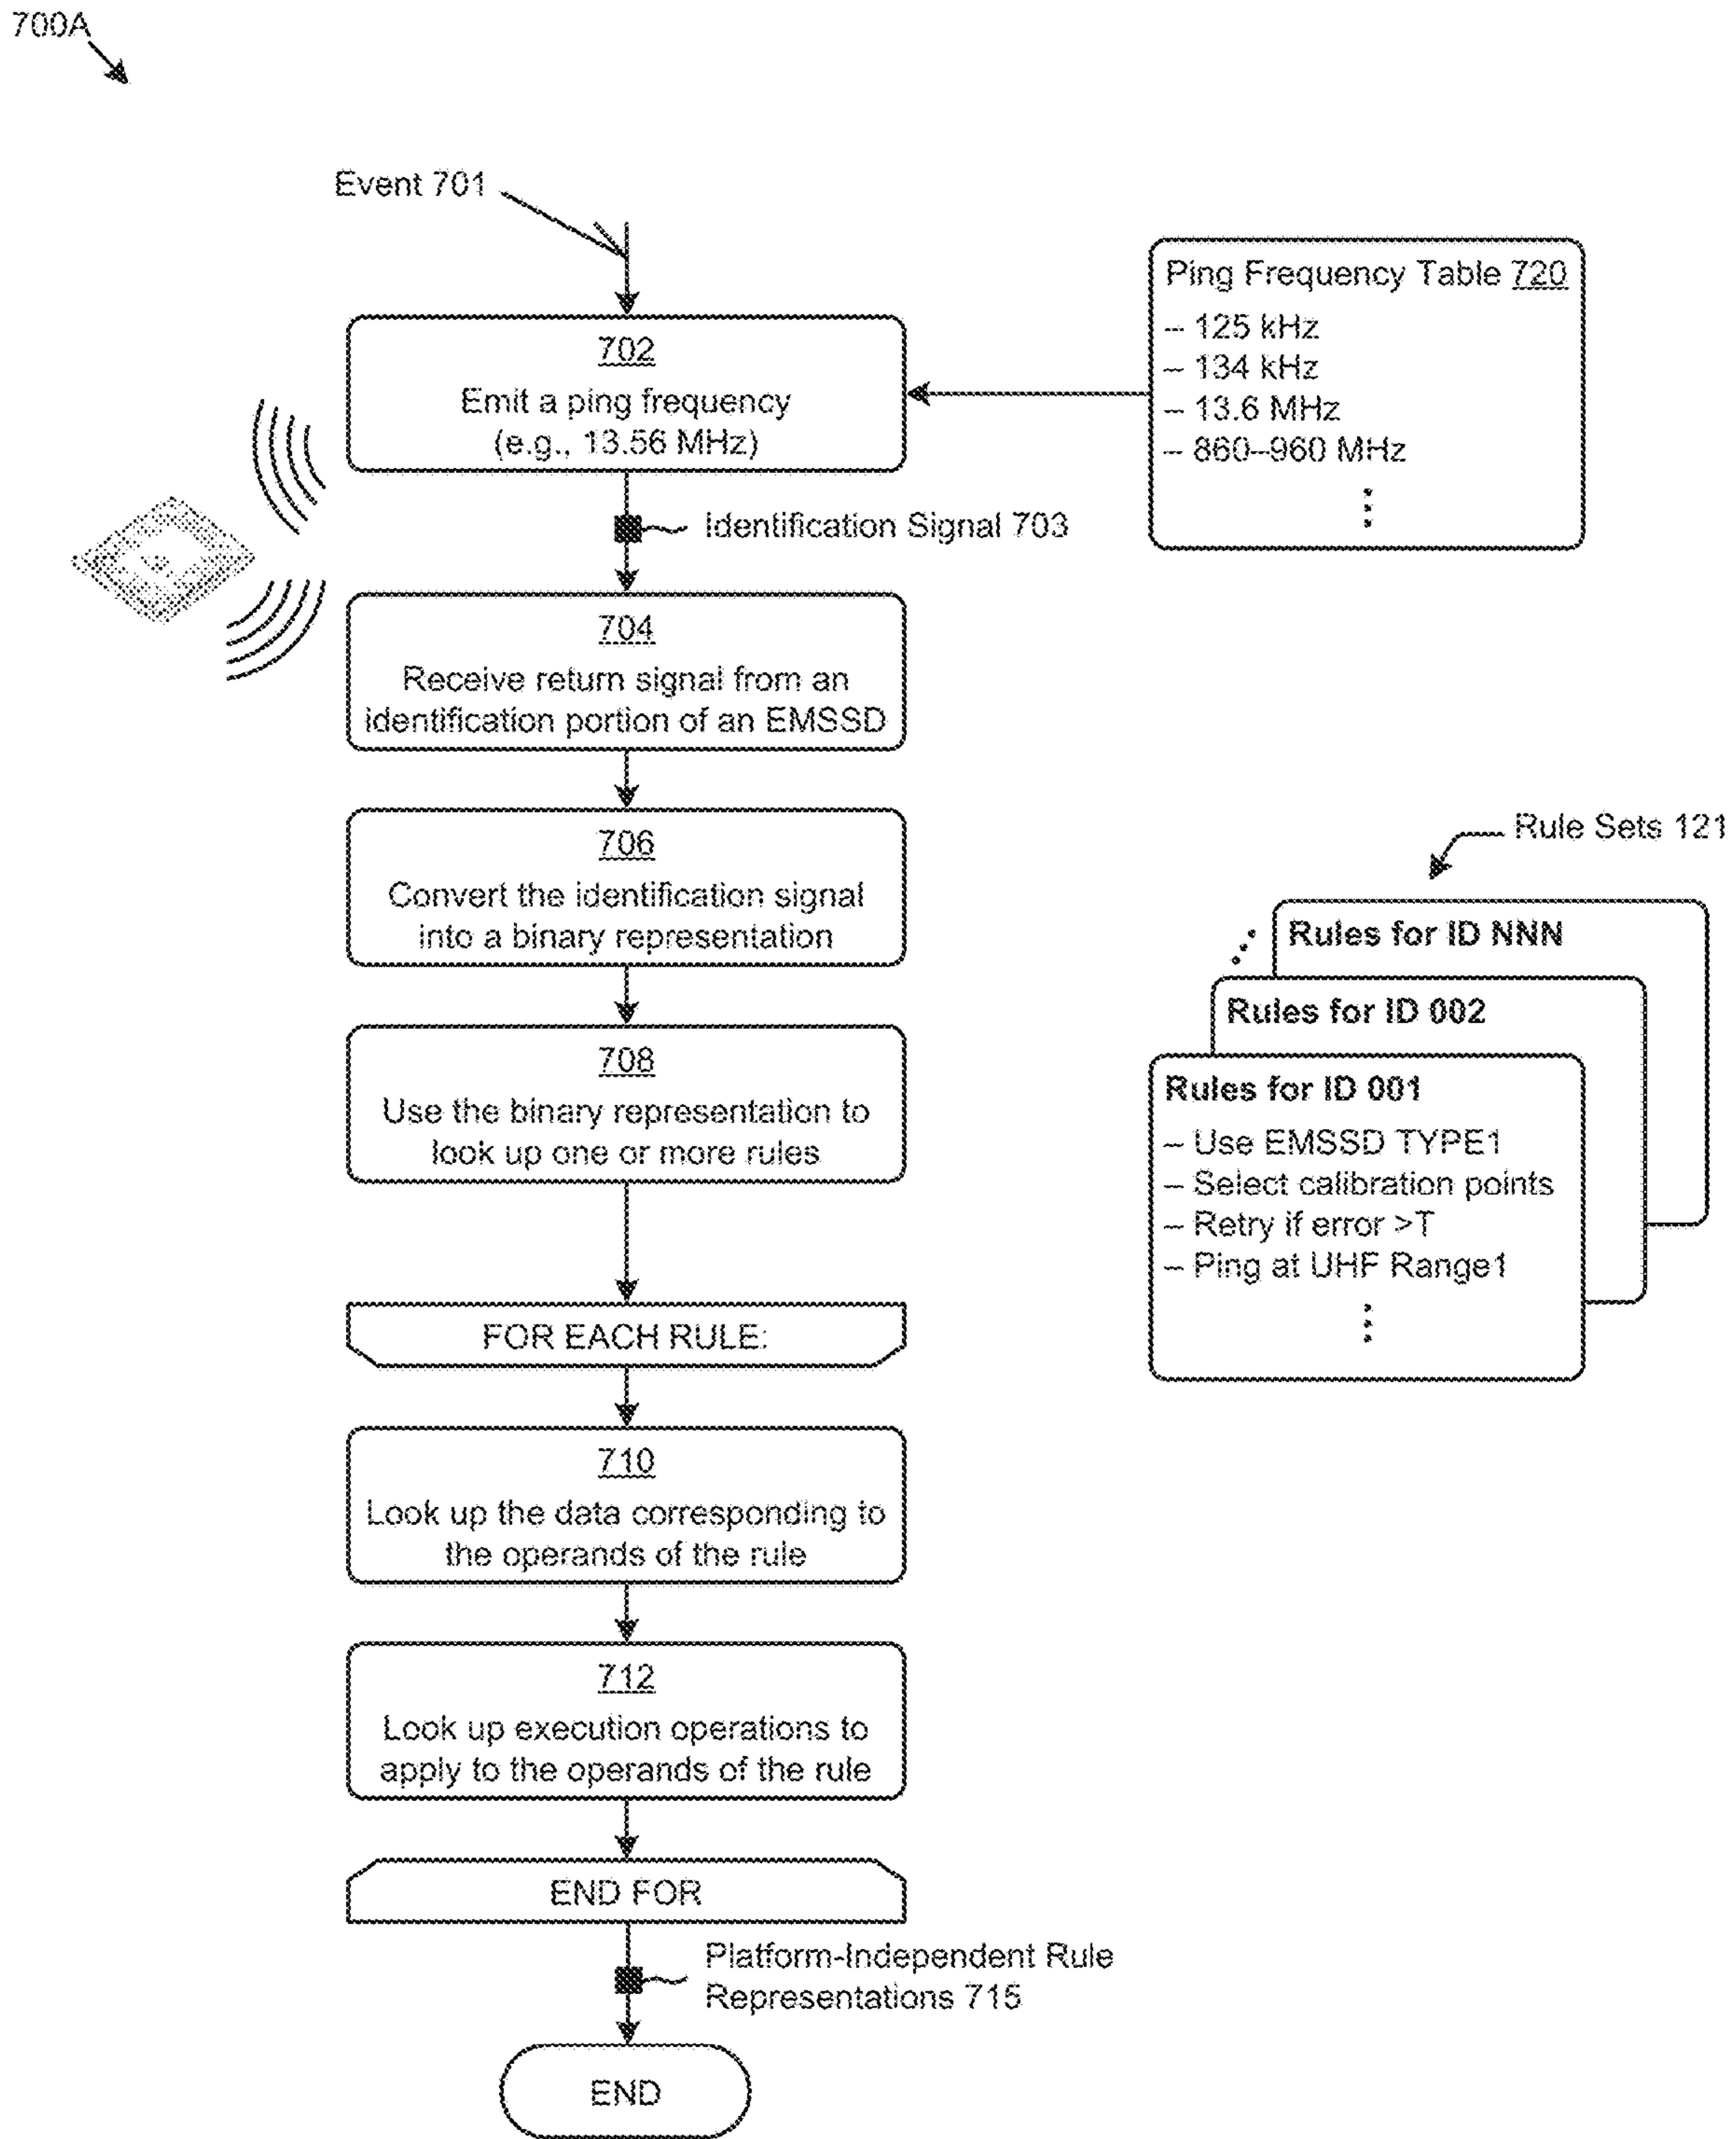 700A
Event 701
702
Emit a ping frequency
(e.g., 13.56 MHz)
Ping Frequency Table 720
– 125 kHz
– 134 kHz
– 13.6 MHz
– 860–960 MHz
Identification Signal 703
704
Receive return signal from an
identification portion of an EMSSD
706
Convert the identification signal
into a binary representation
708
Use the binary representation to
look up one or more rules
Rule Sets 121
Rules for ID NNN
Rules for ID 002
Rules for ID 001
– Use EMSSD TYPE1
– Select calibration points
– Retry if error >T
– Ping at UHF Range1
FOR EACH RULE:
710
Look up the data corresponding to
the operands of the rule
712
Look up execution operations to
apply to the operands of the rule
END FOR
Platform-Independent Rule
Representations 715
END